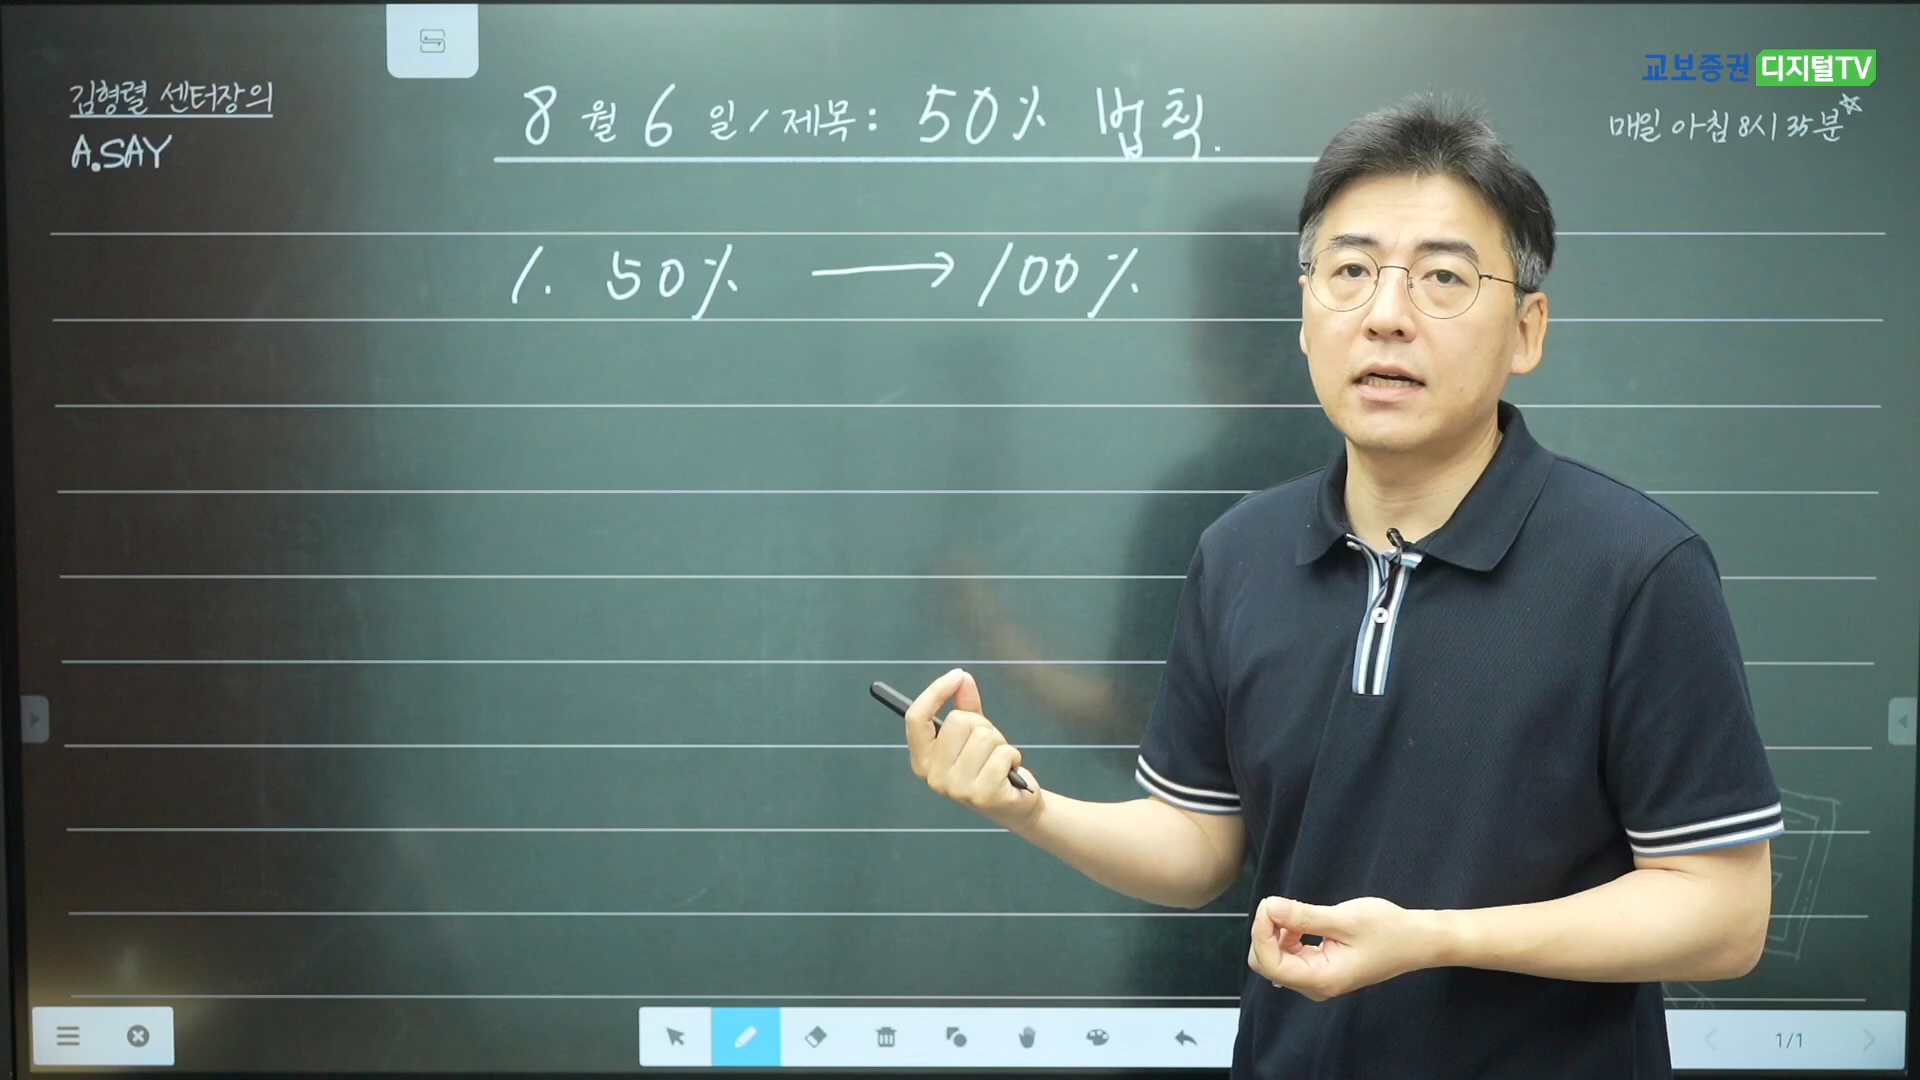 교보증권 디지털TV
김형렬 센터장의
A.SAY
8월 6일 / 제목: 50% 법칙.
매일 아침 8시 35분
1. 50% → 100%
1/1